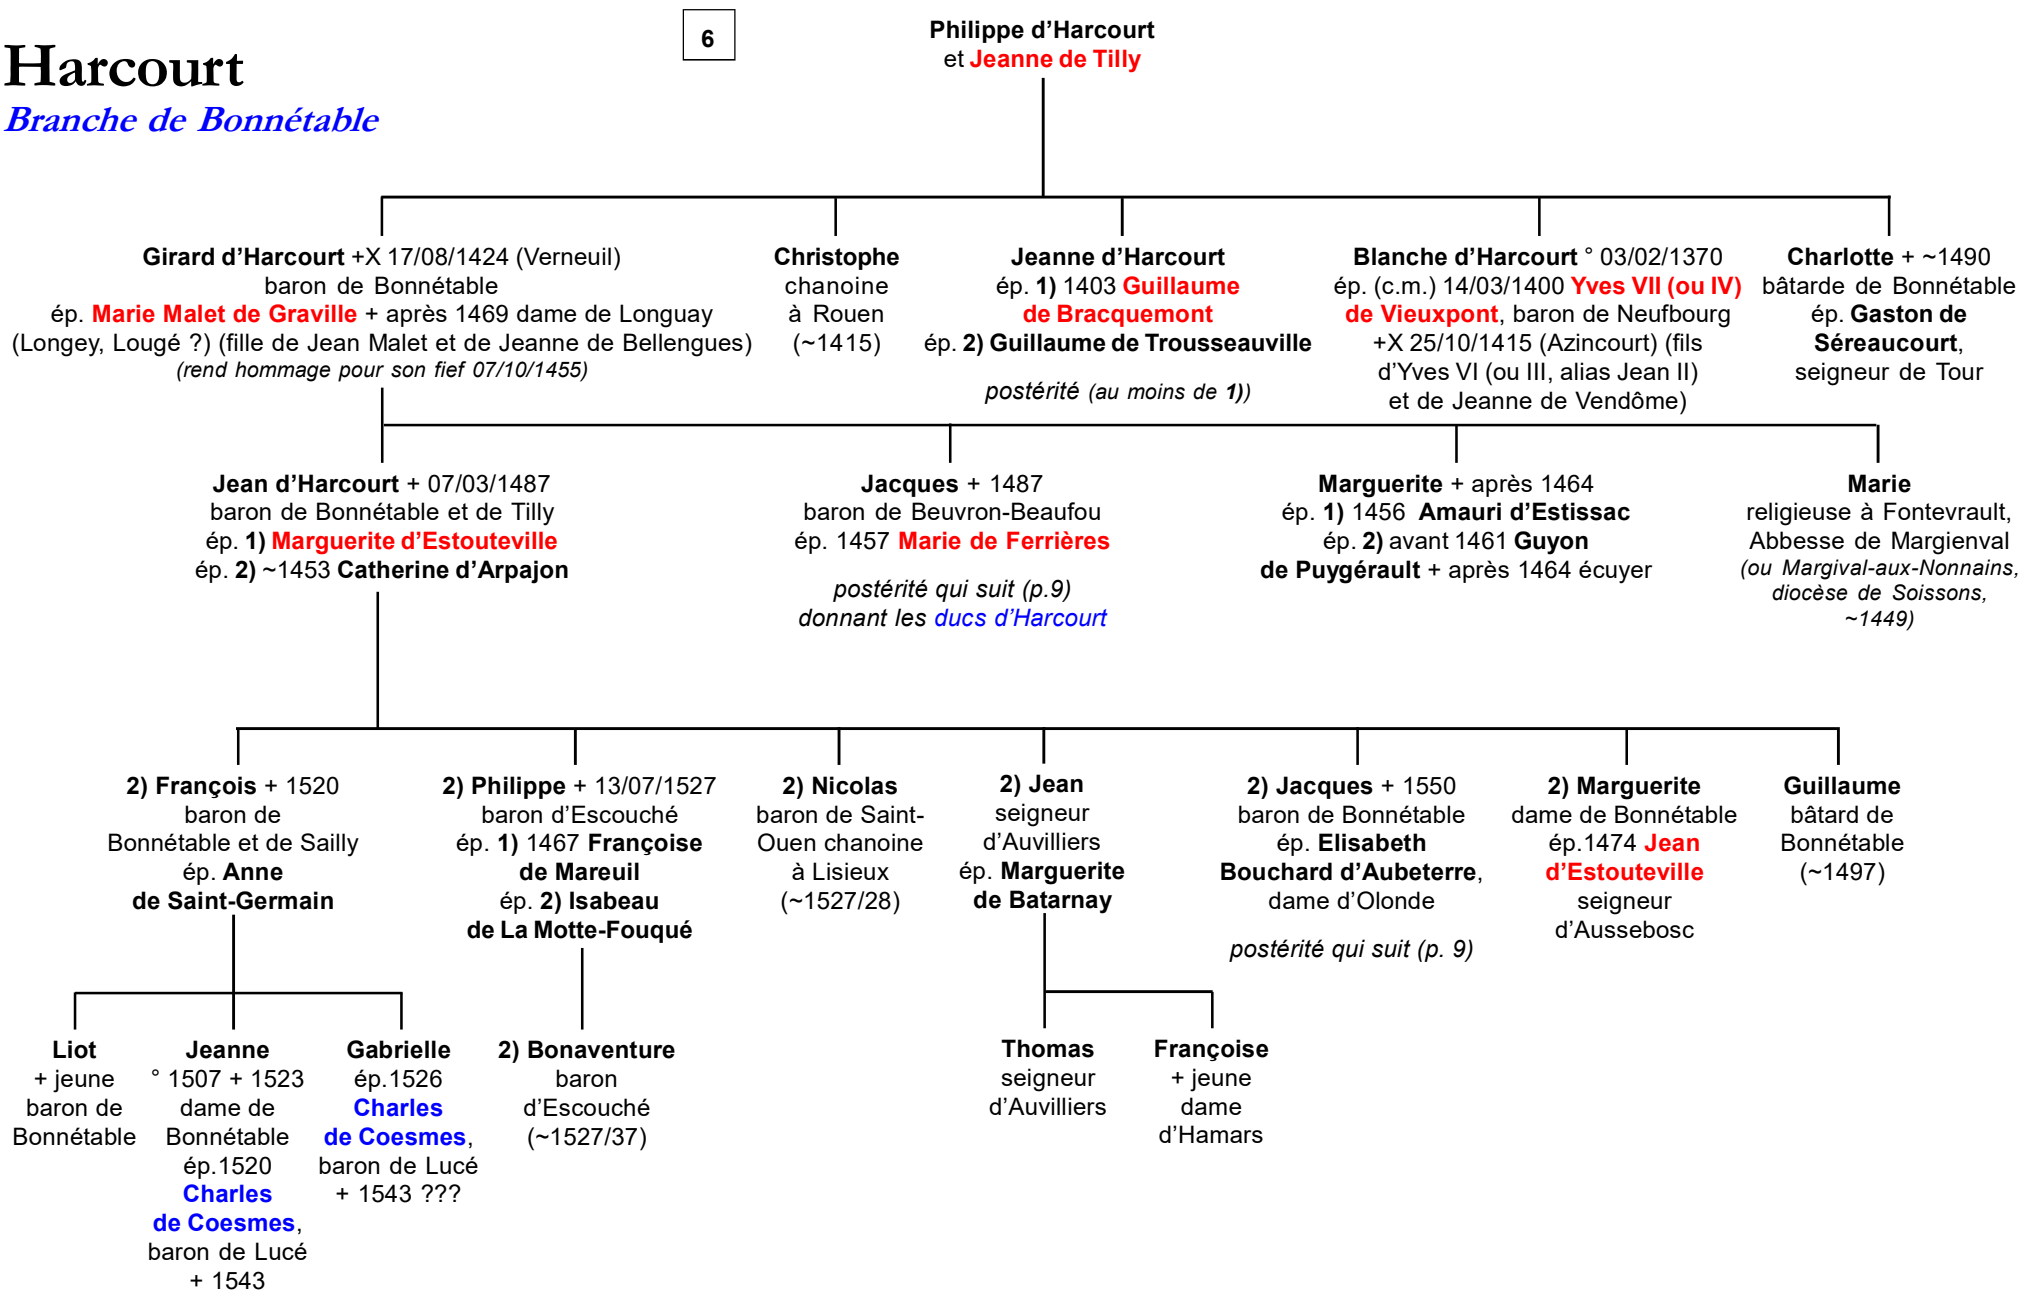 Harcourt
Branche de Bonnétable
6
Philippe d’Harcourt
et Jeanne de Tilly
Girard d’Harcourt +X 17/08/1424 (Verneuil)
baron de Bonnétable
ép. Marie Malet de Graville + après 1469 dame de Longuay
(Longey, Lougé ?) (fille de Jean Malet et de Jeanne de Bellengues)
(rend hommage pour son fief 07/10/1455)
Christophe
chanoine
à Rouen
(~1415)
Jeanne d’Harcourt
ép. 1) 1403 Guillaume
de Bracquemont
ép. 2) Guillaume de Trousseauville
postérité (au moins de 1))
Blanche d’Harcourt ° 03/02/1370
ép. (c.m.) 14/03/1400 Yves VII (ou IV)
de Vieuxpont, baron de Neufbourg
+X 25/10/1415 (Azincourt) (fils
d’Yves VI (ou III, alias Jean II)
et de Jeanne de Vendôme)
Charlotte + ~1490
bâtarde de Bonnétable
ép. Gaston de
Séreaucourt,
seigneur de Tour
Jean d’Harcourt + 07/03/1487
baron de Bonnétable et de Tilly
ép. 1) Marguerite d’Estouteville
ép. 2) ~1453 Catherine d’Arpajon
Jacques + 1487
baron de Beuvron-Beaufou
ép. 1457 Marie de Ferrières
postérité qui suit (p.9)
donnant les ducs d’Harcourt
Marguerite + après 1464
ép. 1) 1456 Amauri d’Estissac
ép. 2) avant 1461 Guyon
de Puygérault + après 1464 écuyer
Marie
religieuse à Fontevrault,
Abbesse de Margienval
(ou Margival-aux-Nonnains,
diocèse de Soissons,
~1449)
2) François + 1520
baron de
Bonnétable et de Sailly
ép. Anne
de Saint-Germain
2) Philippe + 13/07/1527
baron d’Escouché
ép. 1) 1467 Françoise
de Mareuil
ép. 2) Isabeau
de La Motte-Fouqué
2) Nicolas
baron de Saint-
Ouen chanoine
à Lisieux
(~1527/28)
2) Jean
seigneur
d’Auvilliers
ép. Marguerite
de Batarnay
2) Jacques + 1550
baron de Bonnétable
ép. Elisabeth
Bouchard d’Aubeterre,
dame d’Olonde
postérité qui suit (p. 9)
2) Marguerite
dame de Bonnétable
ép.1474 Jean
d’Estouteville
seigneur
d’Aussebosc
Guillaume
bâtard de
Bonnétable
(~1497)
Liot
+ jeune
baron de
Bonnétable
Jeanne
° 1507 + 1523
dame de
Bonnétable
ép.1520
Charles
de Coesmes,
baron de Lucé
+ 1543
Gabrielle
ép.1526
Charles
de Coesmes,
baron de Lucé
+ 1543 ???
2) Bonaventure
baron
d’Escouché
(~1527/37)
Thomas
seigneur
d’Auvilliers
Françoise
+ jeune
dame
d’Hamars